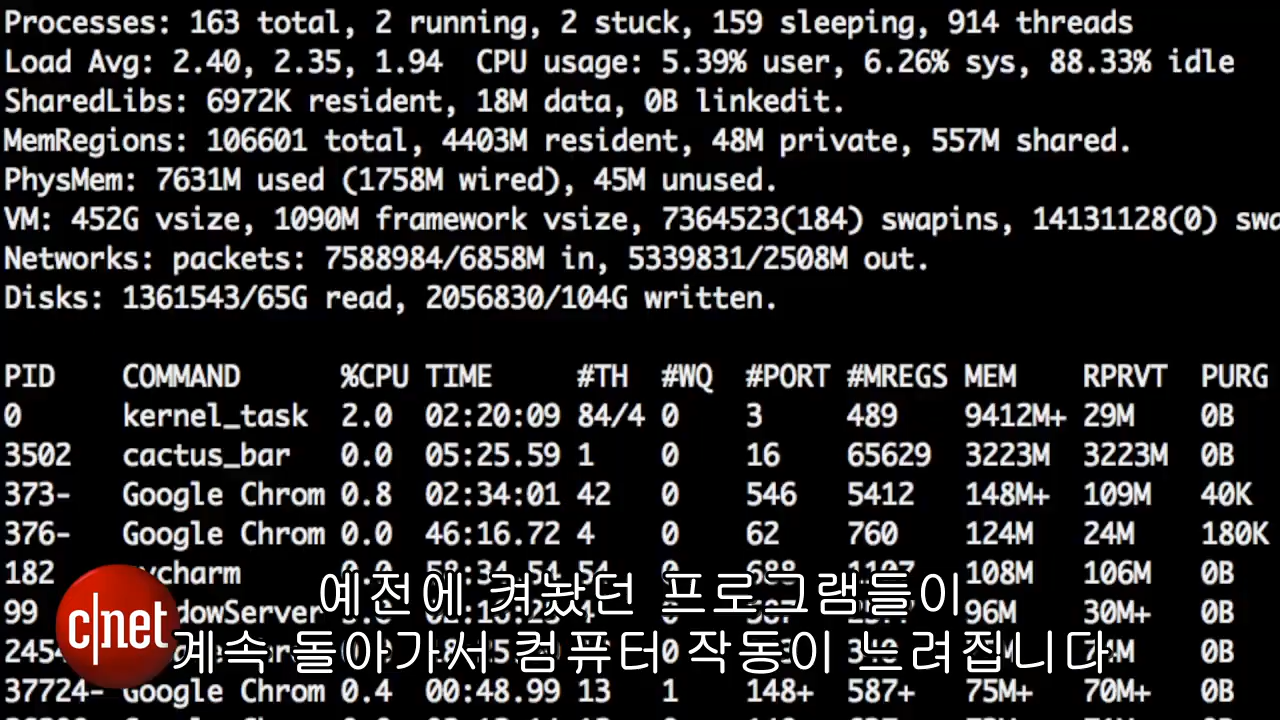 Processes: 163 total, 2 running, 2 stuck, 159 sleeping, 914 threads
Load Avg: 2.40, 2.35, 1.94 CPU usage: 5.39% user, 6.26% sys, 88.33% idle
SharedLibs: 6972K resident, 18M data, 0B linkedit.
MemRegions: 106601 total, 4403M resident, 48M private, 557M shared.
PhysMem: 7631M used (1758M wired), 45M unused.
VM: 452G vsize, 1090M framework vsize, 7364523(184) swapins, 14131128(0)
Networks: packets: 7588984/6858M in, 5339831/2508M out.
Disks: 1361543/65G read, 2056830/104G written.
PID COMMAND %CPU TIME #TH #WQ #PORT #MREGS MEM RPRVT PURG
0 kernel_task 2.0 02:20:09 84/4 0 3 489 9412M+ 29M 0B
3502 cactus_bar 0.0 05:25.59 1 0 16 65629 3223M 3223M 0B
373- Google Chrom 0.8 02:34:01 42 0 546 5412 148M+ 109M 40K
376- Google Chrom 0.0 46:16.72 4 0 62 760 124M 24M 180K
182 108M 106M 0B
99 96M 30M+ 0B
0B
37724- Google Chrom 0.4 00:48.99 13 1 148+ 587+ 75M+ 70M+ 0B
c|net
예전에 켜놨던 프로그램들이
계속 돌아가서 컴퓨터 작동이 느려집니다